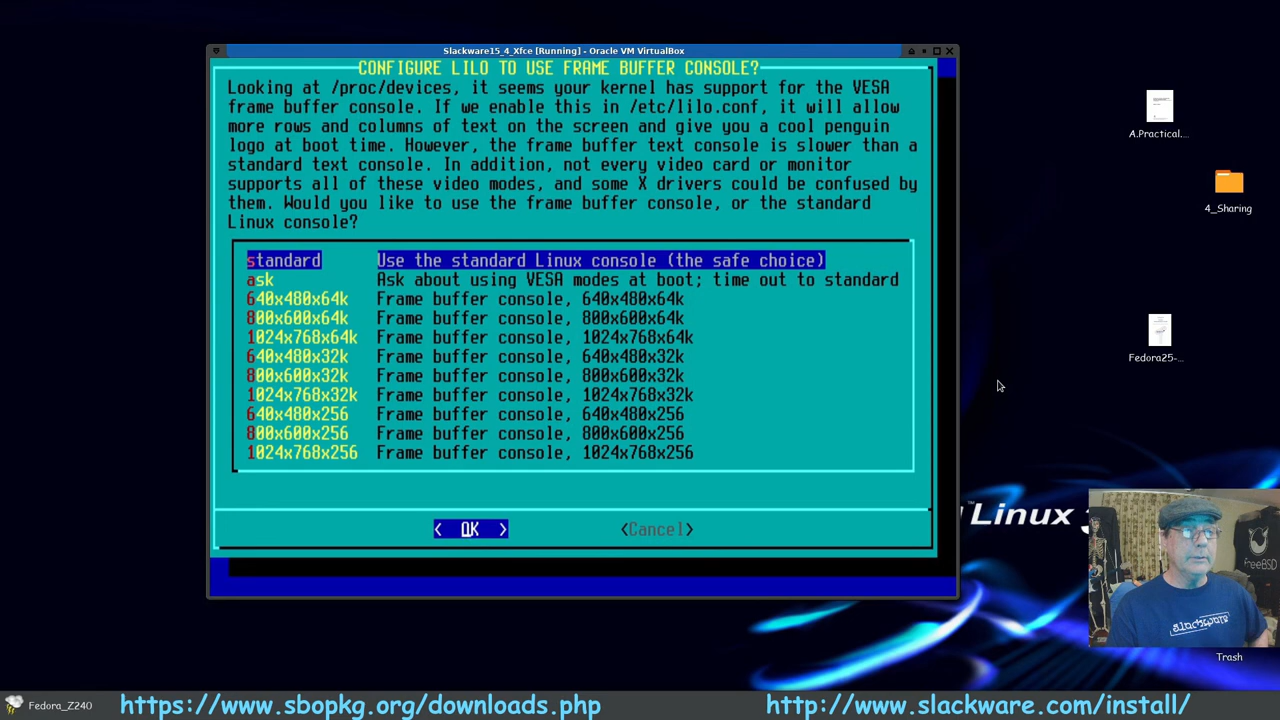 Slackware15_4_Xfce [Running] - Oracle VM VirtualBox
CONFIGURE LILO TO USE FRAME BUFFER CONSOLE?
Looking at /proc/devices, it seems your kernel has support for the VESA
frame buffer console. If we enable this in /etc/lilo.conf, it will allow
more rows and columns of text on the screen and give you a cool penguin
logo at boot time. However, the frame buffer text console is slower than a
standard text console. In addition, not every video card or monitor
supports all of these video modes, and some X drivers could be confused by
them. Would you like to use the frame buffer console, or the standard
Linux console?
standard Use the standard Linux console (the safe choice)
ask Ask about using VESA modes at boot; time out to standard
640x480x64k Frame buffer console, 640x480x64k
800x600x64k Frame buffer console, 800x600x64k
1024x768x64k Frame buffer console, 1024x768x64k
640x480x32k Frame buffer console, 640x480x32k
800x600x32k Frame buffer console, 800x600x32k
1024x768x32k Frame buffer console, 1024x768x32k
640x480x256 Frame buffer console, 640x480x256
800x600x256 Frame buffer console, 800x600x256
1024x768x256 Frame buffer console, 1024x768x256
< OK > <Cancel>
A.Practical....
4_Sharing
Fedora25-...
Linux
freeBSD
slackware
Trash
Fedora_Z240
https://www.sbopkg.org/downloads.php
http://www.slackware.com/install/